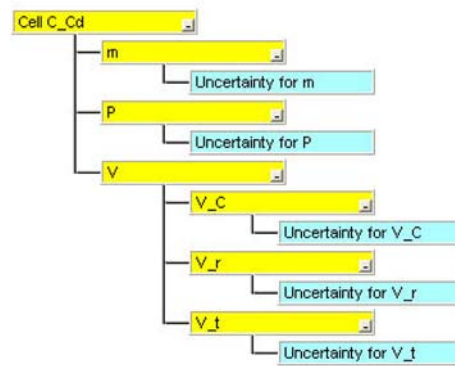 Cell C_Cd
m
Uncertainty for m
P
Uncertainty for P
V
V_C
Uncertainty for V_C
V_r
Uncertainty for V_r
V_t
Uncertainty for V_t